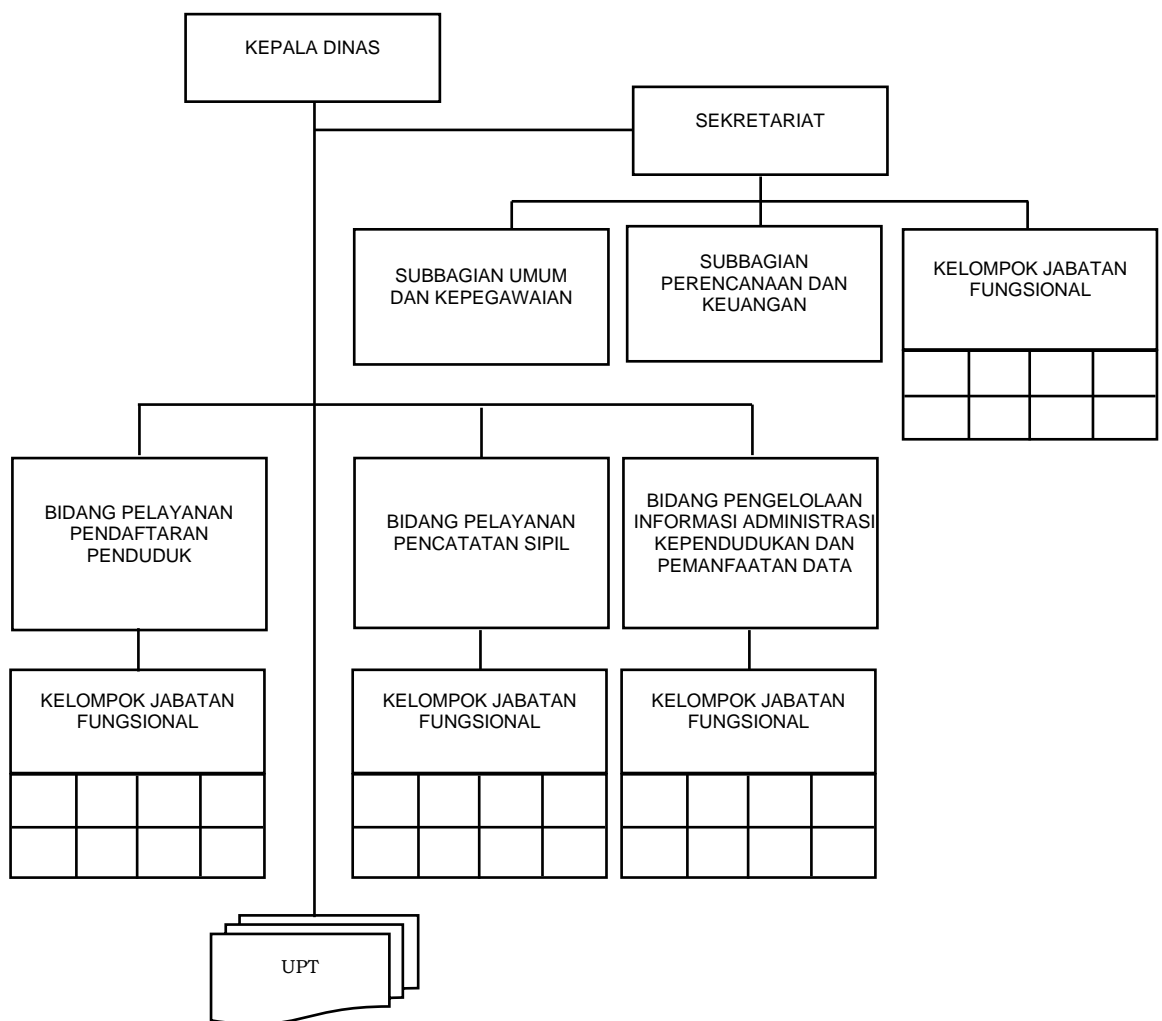 KEPALA DINAS
SEKRETARIAT
SUBBAGIAN UMUM
DAN KEPEGAWAIAN
SUBBAGIAN
PERENCANAAN DAN
KEUANGAN
KELOMPOK JABATAN
FUNGSIONAL
BIDANG PELAYANAN
PENDAFTARAN
PENDUDUK
BIDANG PELAYANAN
PENCATATAN SIPIL
BIDANG PENGELOLAAN
INFORMASI ADMINISTRASI
KEPENDUDUKAN DAN
PEMANFAATAN DATA
KELOMPOK JABATAN
FUNGSIONAL
KELOMPOK JABATAN
FUNGSIONAL
KELOMPOK JABATAN
FUNGSIONAL
UPT